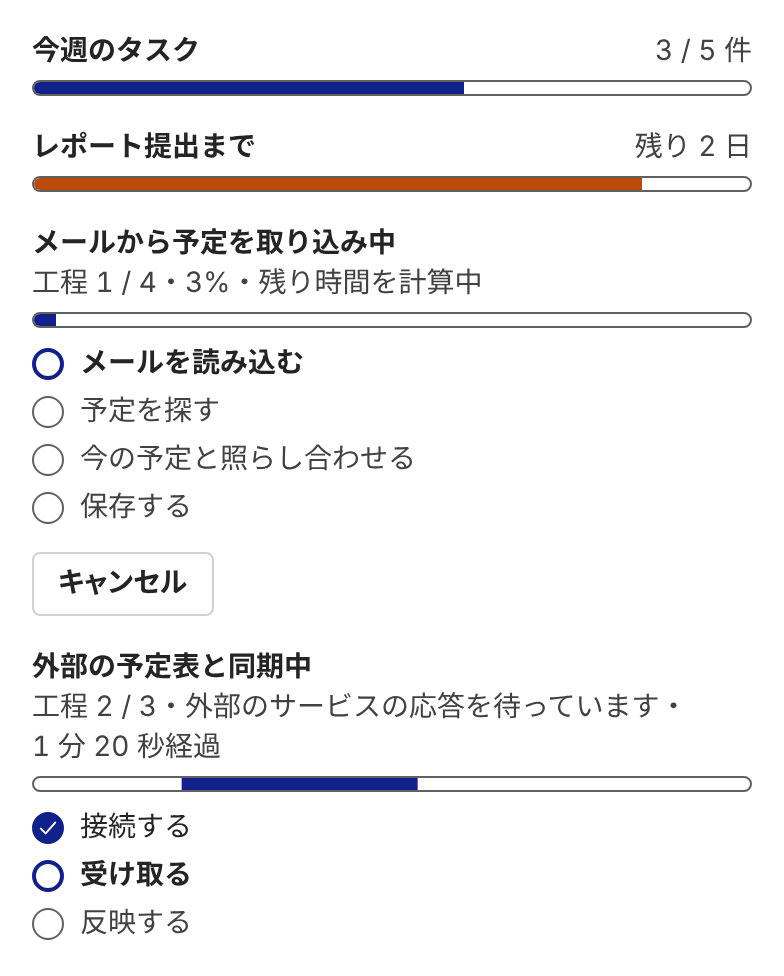 今週のタスク 3 / 5 件
レポート提出まで 残り 2 日
メールから予定を取り込み中
工程 1 / 4・3%・残り時間を計算中
メールを読み込む
予定を探す
今の予定と照らし合わせる
保存する
キャンセル
外部の予定表と同期中
工程 2 / 3・外部のサービスの応答を待っています・
1 分 20 秒経過
接続する
受け取る
反映する